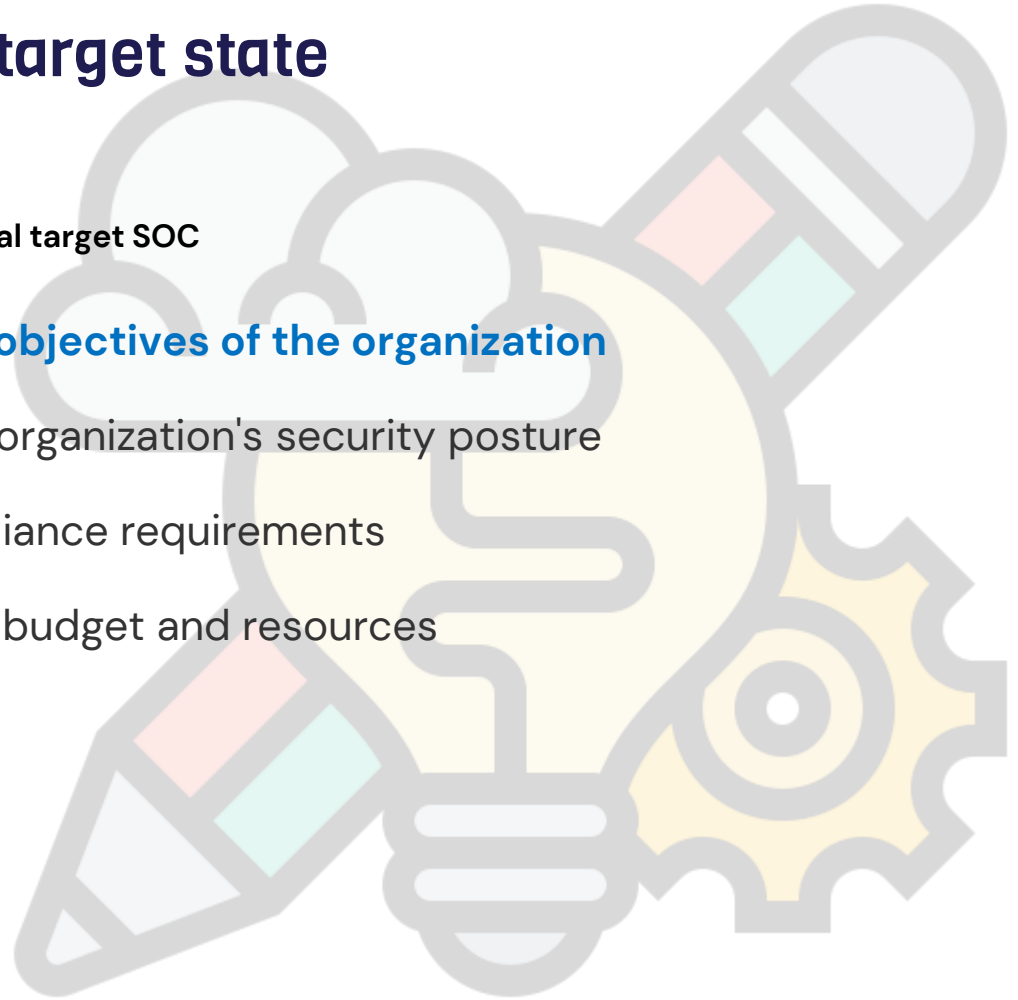 target state
al target SOC
objectives of the organization
organization's security posture
iance requirements
budget and resources